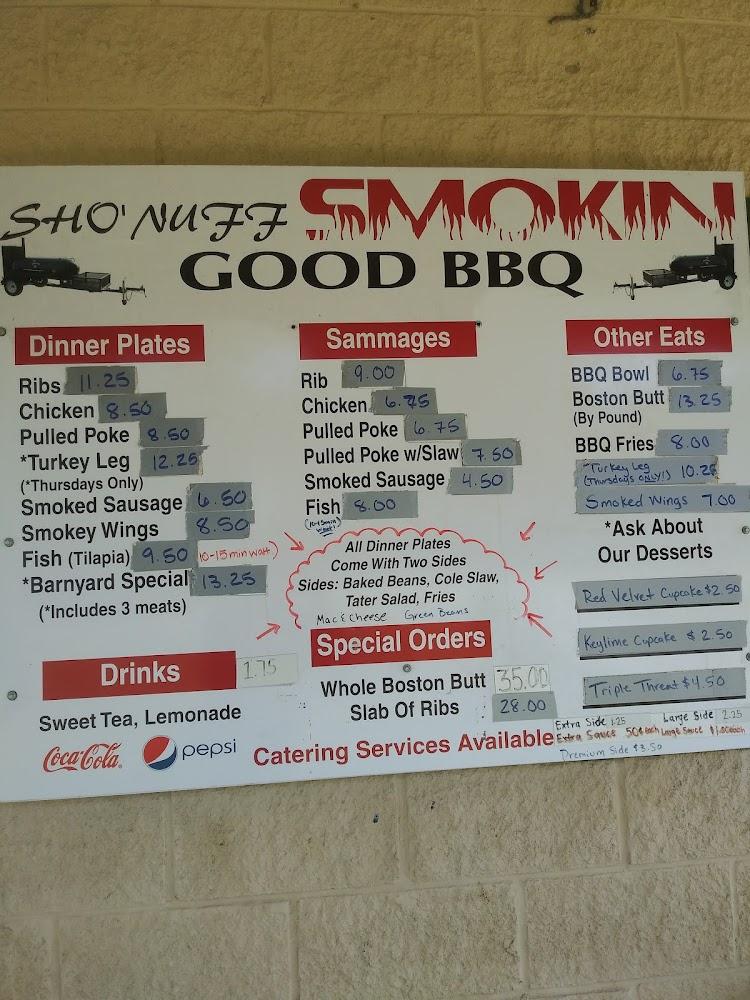 SHO' NUFF SMOKIN
GOOD BBQ
Dinner Plates
Ribs 11.25
Chicken 8.50
Pulled Poke 8.50
*Turkey Leg 12.25
(*Thursdays Only)
Smoked Sausage 6.50
Smokey Wings 8.50
Fish (Tilapia) 9.50 (10-15 min wait)
*Barnyard Special 13.25
(*Includes 3 meats)
Drinks 1.75
Sweet Tea, Lemonade
Coca-Cola pepsi
Sammages
Rib 9.00
Chicken 6.75
Pulled Poke 6.75
Pulled Poke w/Slaw 7.50
Smoked Sausage 4.50
Fish 8.00
(10-15min wait)
All Dinner Plates
Come With Two Sides
Sides: Baked Beans, Cole Slaw,
Tater Salad, Fries
Mac & Cheese Green Beans
Special Orders
Whole Boston Butt 35.00
Slab Of Ribs 28.00
Catering Services Available
Other Eats
BBQ Bowl 6.75
Boston Butt 13.25
(By Pound)
BBQ Fries 8.00
*Turkey Leg 10.25
(Thursdays ONLY!)
Smoked Wings 7.00
*Ask About
Our Desserts
Red Velvet Cupcake $2.50
Keylime Cupcake $2.50
Triple Threat $4.50
Extra Side 1.25 Large Side 2.25
Extra Sauce 50¢ each Large Sauce $1.00each
Premium Side $3.50